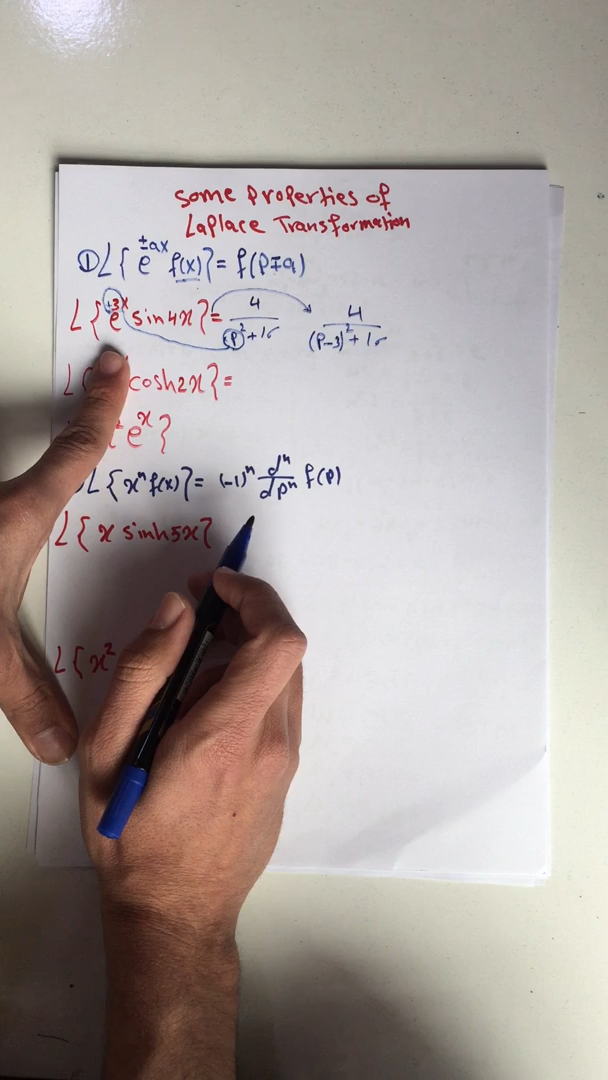 Some Properties of
Laplace Transformation
① L{e^±ax f(x)} = f(P∓a)
L{e^+3x sin4x} = 4/(P²+16) 4/((P-3)²+16)
L{ cosh2x} =
e^x}
L{x^n f(x)} = (-1)^n d^n/dP^n f(P)
L{x sinh5x}
L{x²